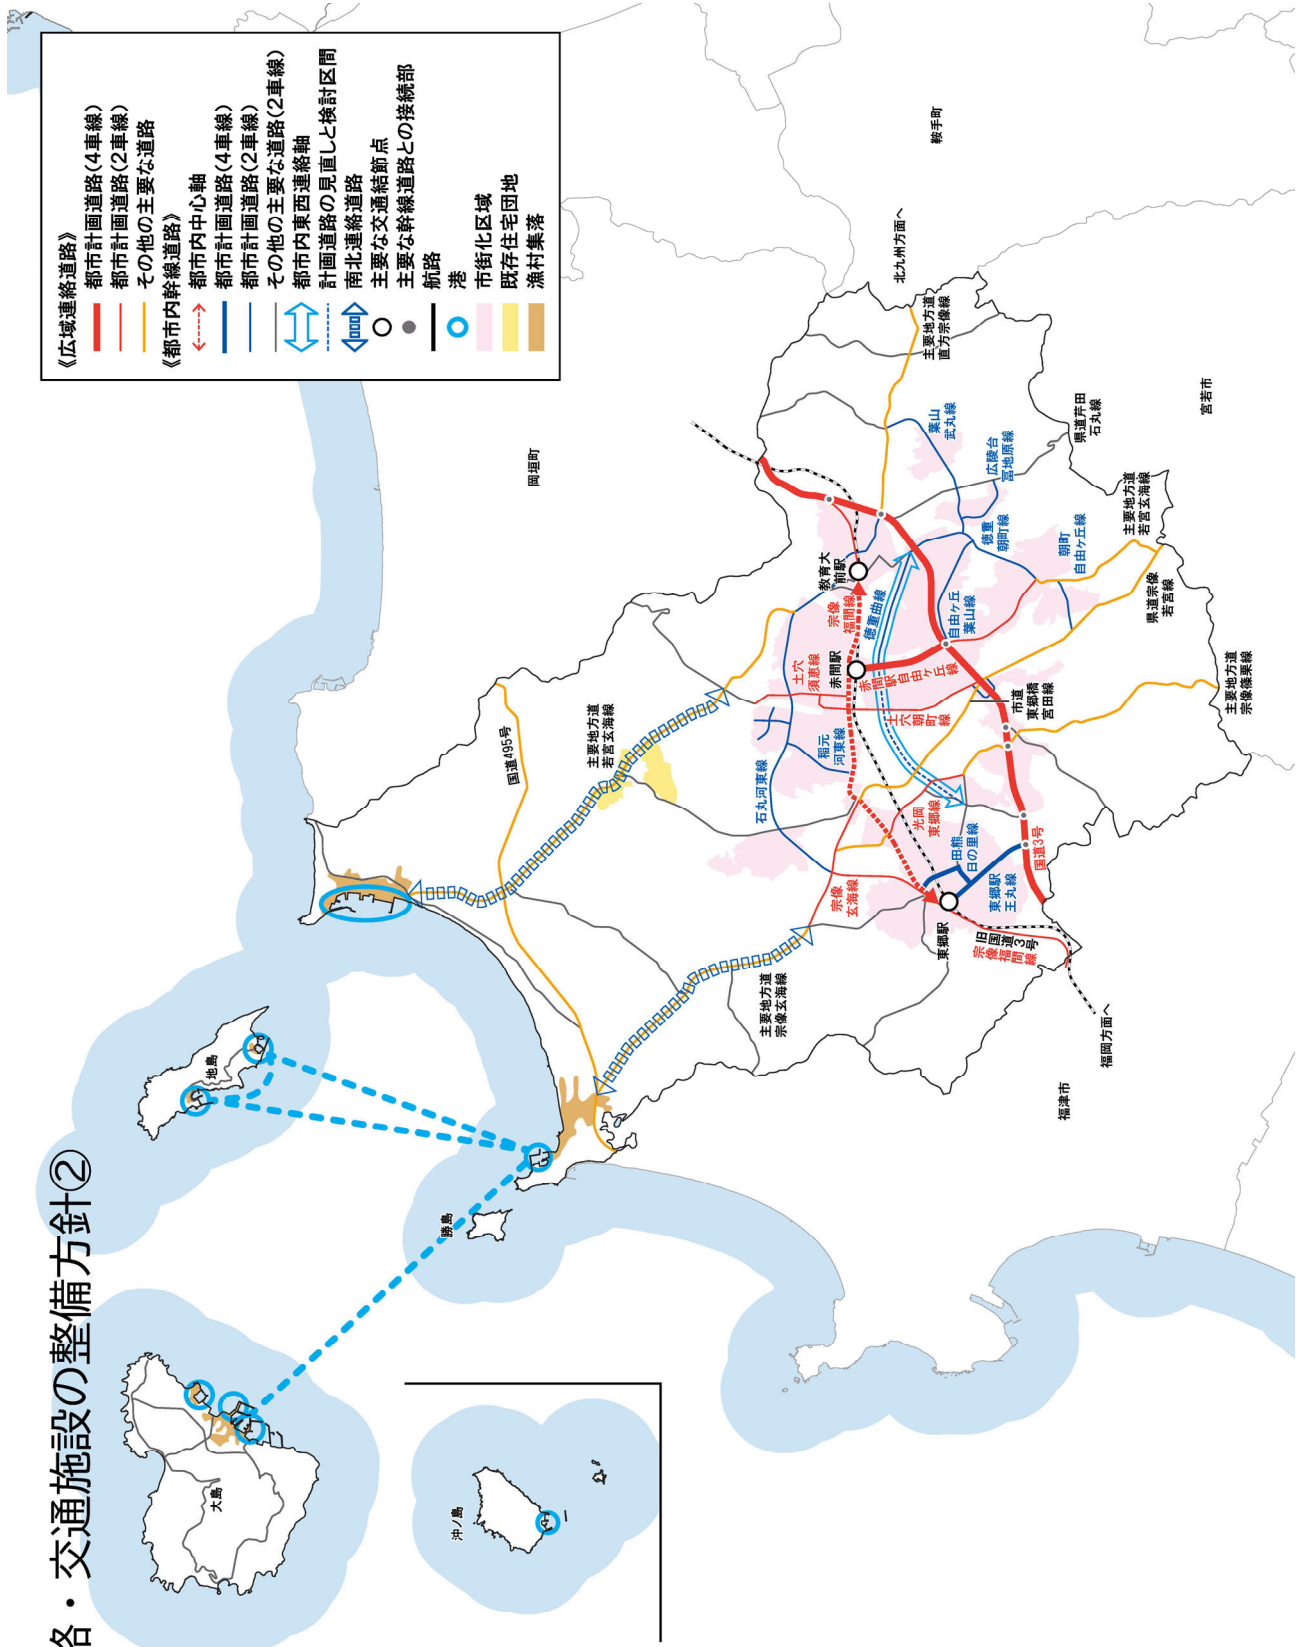 路・交通施設の整備方針②
《広域連絡道路》
都市計画道路(4車線)
都市計画道路(2車線)
その他の主要な道路
《都市内幹線道路》
都市内中心軸
都市計画道路(4車線)
都市計画道路(2車線)
その他の主要な道路(2車線)
都市内東西連絡軸
計画道路の見直しと検討区間
南北連絡道路
主要な交通結節点
主要な幹線道路との接続部
航路
港
市街化区域
既存住宅団地
漁村集落
大島
沖ノ島
地島
勝島
岡垣町
鞍手町
北九州方面へ
宮若市
福津市
福岡方面へ
国道495号
主要地方道
若宮玄海線
主要地方道
宗像玄海線
主要地方道
直方宗像線
県道芹田
石丸線
主要地方道
若宮玄海線
県道宗像
若宮線
主要地方道
宗像篠栗線
市道
東郷橋
宮田線
旧国道3号
宗像福間線
国道3号
東郷駅
赤間駅
教育大
前駅
宗像
福間線
土穴
須恵線
赤間駅
自由ヶ丘
線
土穴
朝町
線
徳重曲線
稲元
河東線
石丸河東線
光岡
東郷線
宗像
玄海線
田熊
日の里線
東郷駅
王丸線
自由ヶ丘
葉山線
朝町
自由ヶ丘線
徳重
朝町線
広陵台
冨地原線
葉山
武丸線